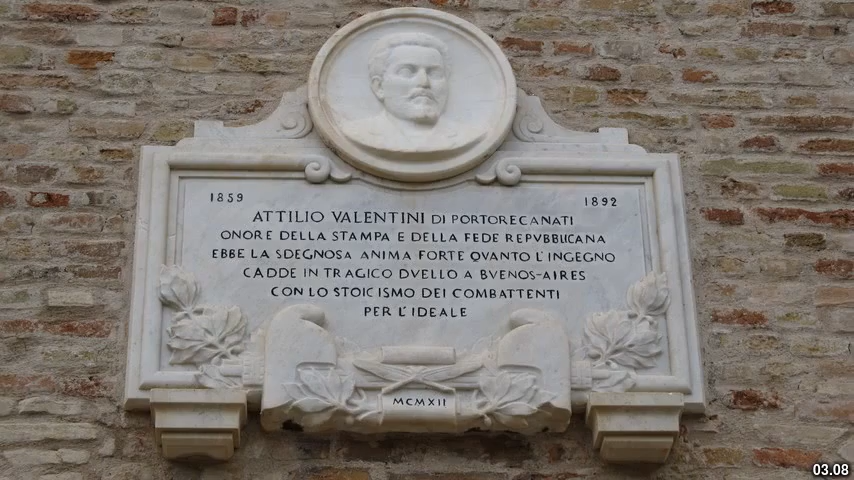 1859 1892
ATTILIO VALENTINI DI PORTORECANATI
ONORE DELLA STAMPA E DELLA FEDE REPVBBLICANA
EBBE LA SDEGNOSA ANIMA FORTE QVANTO L'INGEGNO
CADDE IN TRAGICO DVELLO A BVENOS-AIRES
CON LO STOICISMO DEI COMBATTENTI
PER L'IDEALE
MCMXII
03.08